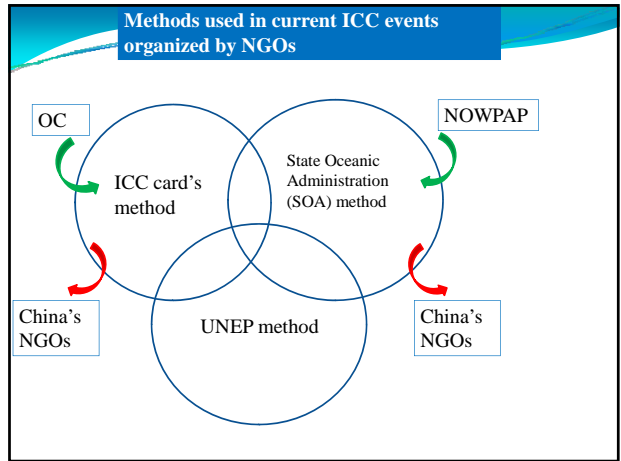 Methods used in current ICC events
organized by NGOs
OC
NOWPAP
ICC card's
method
State Oceanic
Administration
(SOA) method
China's
NGOs
UNEP method
China's
NGOs